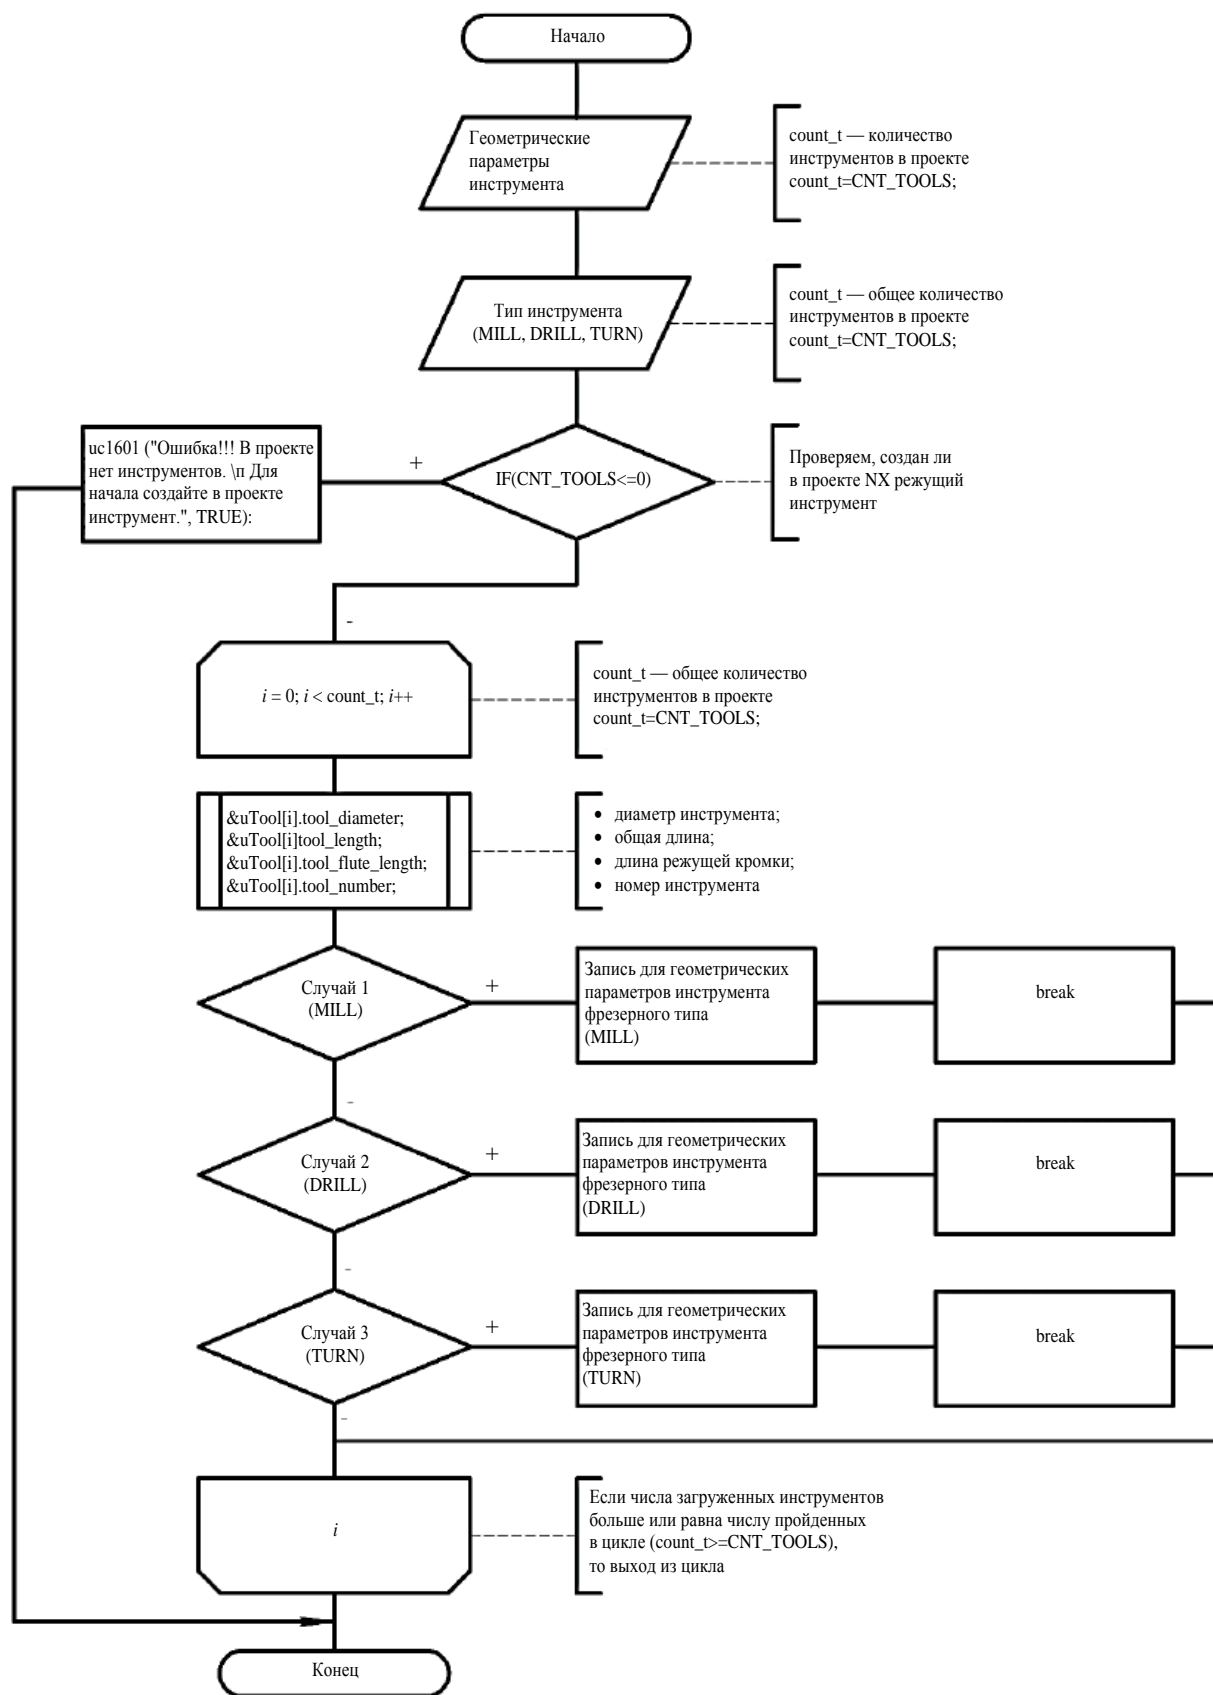 Начало
Геометрические
параметры
инструмента
count_t — количество
инструментов в проекте
count_t=CNT_TOOLS;
Тип инструмента
(MILL, DRILL, TURN)
count_t — общее количество
инструментов в проекте
count_t=CNT_TOOLS;
uc1601 ("Ошибка!!! В проекте
нет инструментов. \п Для
начала создайте в проекте
инструмент.", TRUE):
+
IF(CNT_TOOLS<=0)
Проверяем, создан ли
в проекте NX режущий
инструмент
-
i = 0; i < count_t; i++
count_t — общее количество
инструментов в проекте
count_t=CNT_TOOLS;
&uTool[i].tool_diameter;
&uTool[i]tool_length;
&uTool[i].tool_flute_length;
&uTool[i].tool_number;
• диаметр инструмента;
• общая длина;
• длина режущей кромки;
• номер инструмента
Случай 1
(MILL)
+
Запись для геометрических
параметров инструмента
фрезерного типа
(MILL)
break
-
Случай 2
(DRILL)
+
Запись для геометрических
параметров инструмента
фрезерного типа
(DRILL)
break
-
Случай 3
(TURN)
+
Запись для геометрических
параметров инструмента
фрезерного типа
(TURN)
break
-
i
Если числа загруженных инструментов
больше или равна числу пройденных
в цикле (count_t>=CNT_TOOLS),
то выход из цикла
Конец